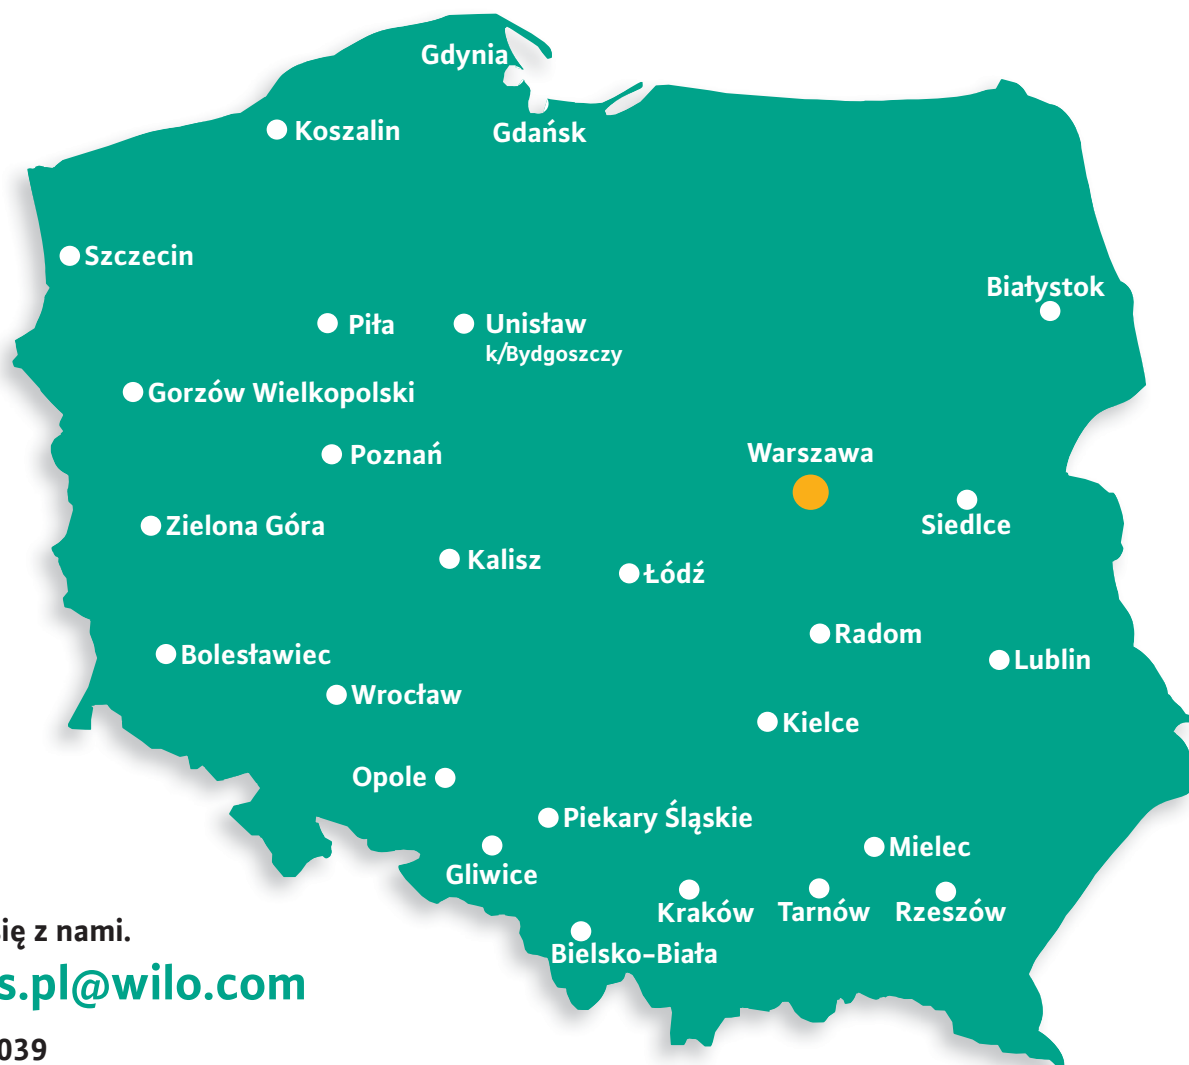 Gdynia
Koszalin
Gdańsk
Szczecin
Białystok
Piła
Unisław
k/Bydgoszczy
Gorzów Wielkopolski
Poznań
Warszawa
Siedlce
Zielona Góra
Kalisz
Łódź
Radom
Bolesławiec
Lublin
Wrocław
Kielce
Opole
Piekary Śląskie
Mielec
Gliwice
Kraków
Tarnów
Rzeszów
Bielsko-Biała
się z nami.
s.pl@wilo.com
039